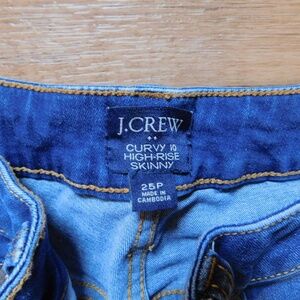 J.CREW
CURVY 10
HIGH-RISE
SKINNY
25P
MADE IN
CAMBODIA